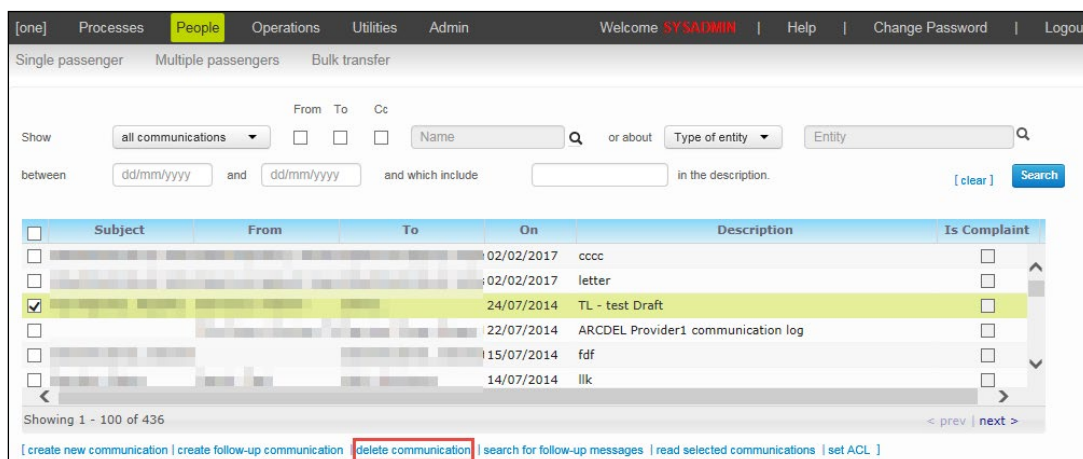 [one] Processes People Operations Utilities Admin Welcome SYSADMIN | Help | Change Password | Logou
Single passenger Multiple passengers Bulk transfer
From To Cc
Show all communications Name or about Type of entity Entity
between dd/mm/yyyy and dd/mm/yyyy and which include in the description. [ clear ] Search
Subject From To On Description Is Complaint
02/02/2017 cccc
02/02/2017 letter
24/07/2014 TL - test Draft
22/07/2014 ARCDEL Provider1 communication log
15/07/2014 fdf
14/07/2014 llk
Showing 1 - 100 of 436 < prev | next >
[ create new communication | create follow-up communication | delete communication | search for follow-up messages | read selected communications | set ACL ]